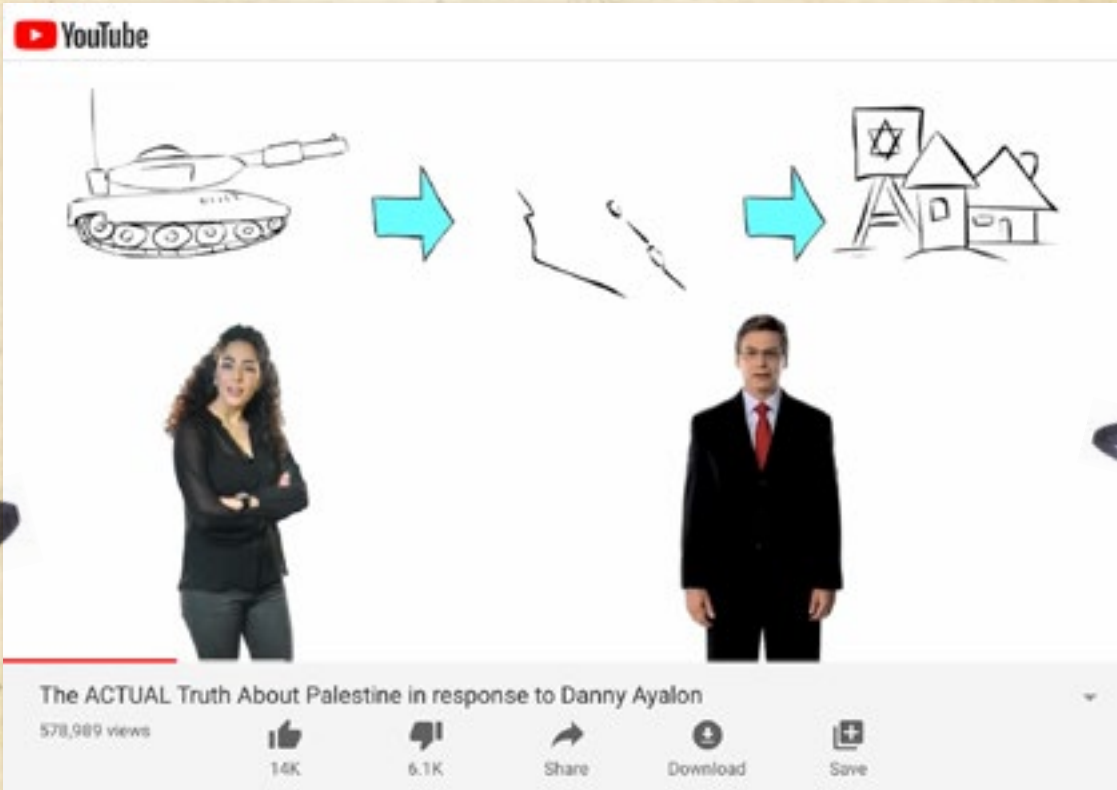 YouTube
The ACTUAL Truth About Palestine in response to Danny Ayalon
578,989 views
14K
6.1K
Share
Download
Save